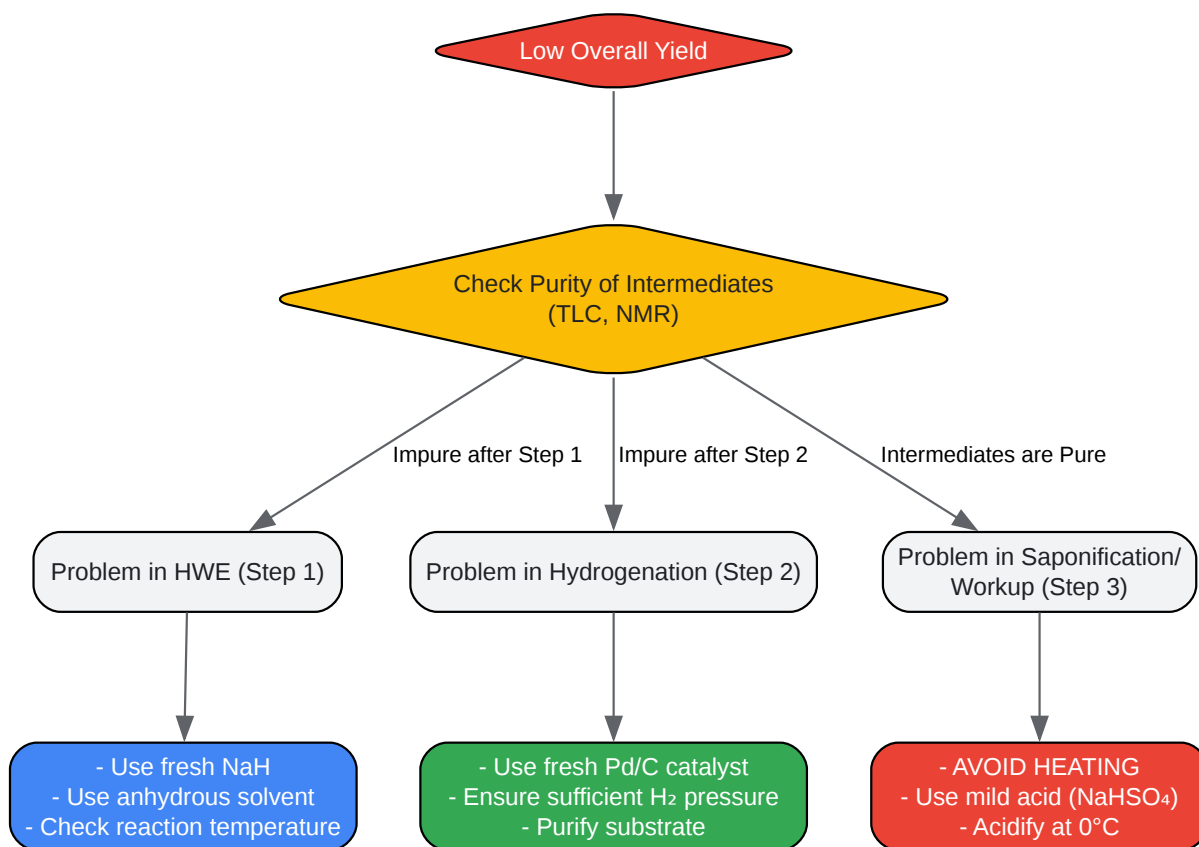 Low Overall Yield
Check Purity of Intermediates
(TLC, NMR)
Impure after Step 1
Impure after Step 2
Intermediates are Pure
Problem in HWE (Step 1)
Problem in Hydrogenation (Step 2)
Problem in Saponification/
Workup (Step 3)
- Use fresh NaH
- Use anhydrous solvent
- Check reaction temperature
- Use fresh Pd/C catalyst
- Ensure sufficient H₂ pressure
- Purify substrate
- AVOID HEATING
- Use mild acid (NaHSO₄)
- Acidify at 0°C